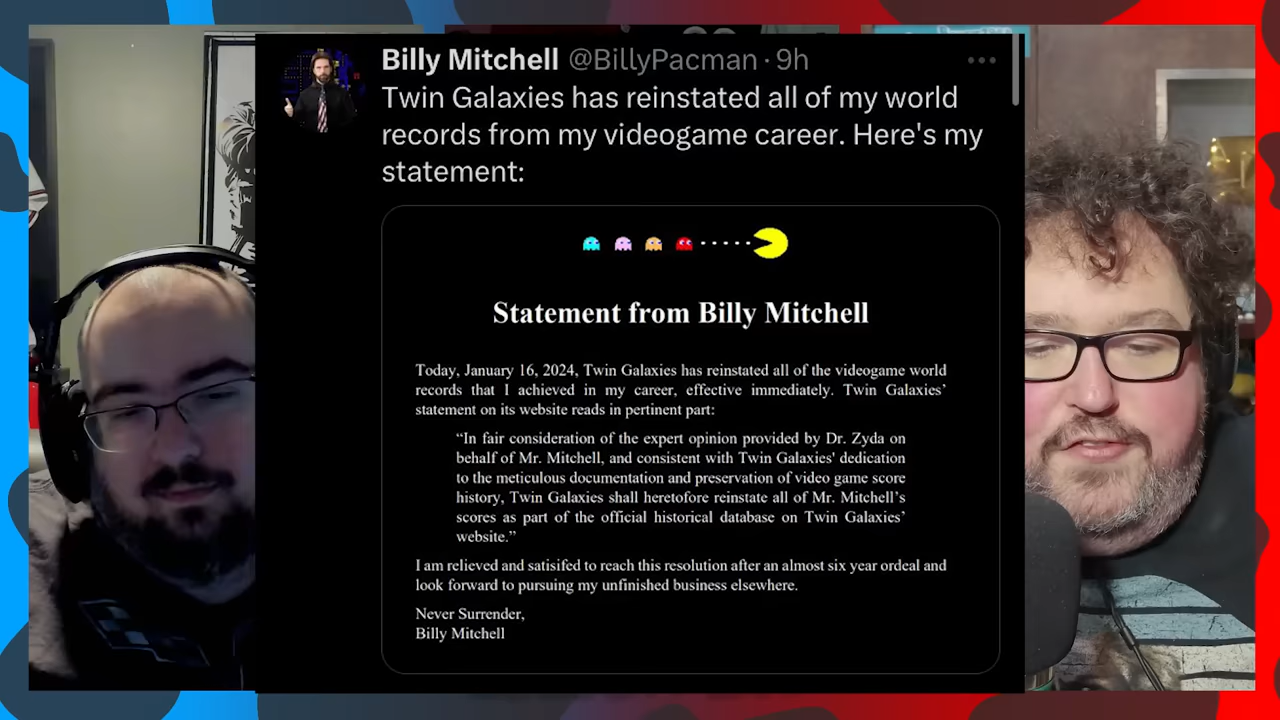 Billy Mitchell @BillyPacman · 9h
Twin Galaxies has reinstated all of my world
records from my videogame career. Here's my
statement:
Statement from Billy Mitchell
Today, January 16, 2024, Twin Galaxies has reinstated all of the videogame world
records that I achieved in my career, effective immediately. Twin Galaxies'
statement on its website reads in pertinent part:
“In fair consideration of the expert opinion provided by Dr. Zyda on
behalf of Mr. Mitchell, and consistent with Twin Galaxies' dedication
to the meticulous documentation and preservation of video game score
history, Twin Galaxies shall heretofore reinstate all of Mr. Mitchell’s
scores as part of the official historical database on Twin Galaxies’
website.”
I am relieved and satisifed to reach this resolution after an almost six year ordeal and
look forward to pursuing my unfinished business elsewhere.
Never Surrender,
Billy Mitchell